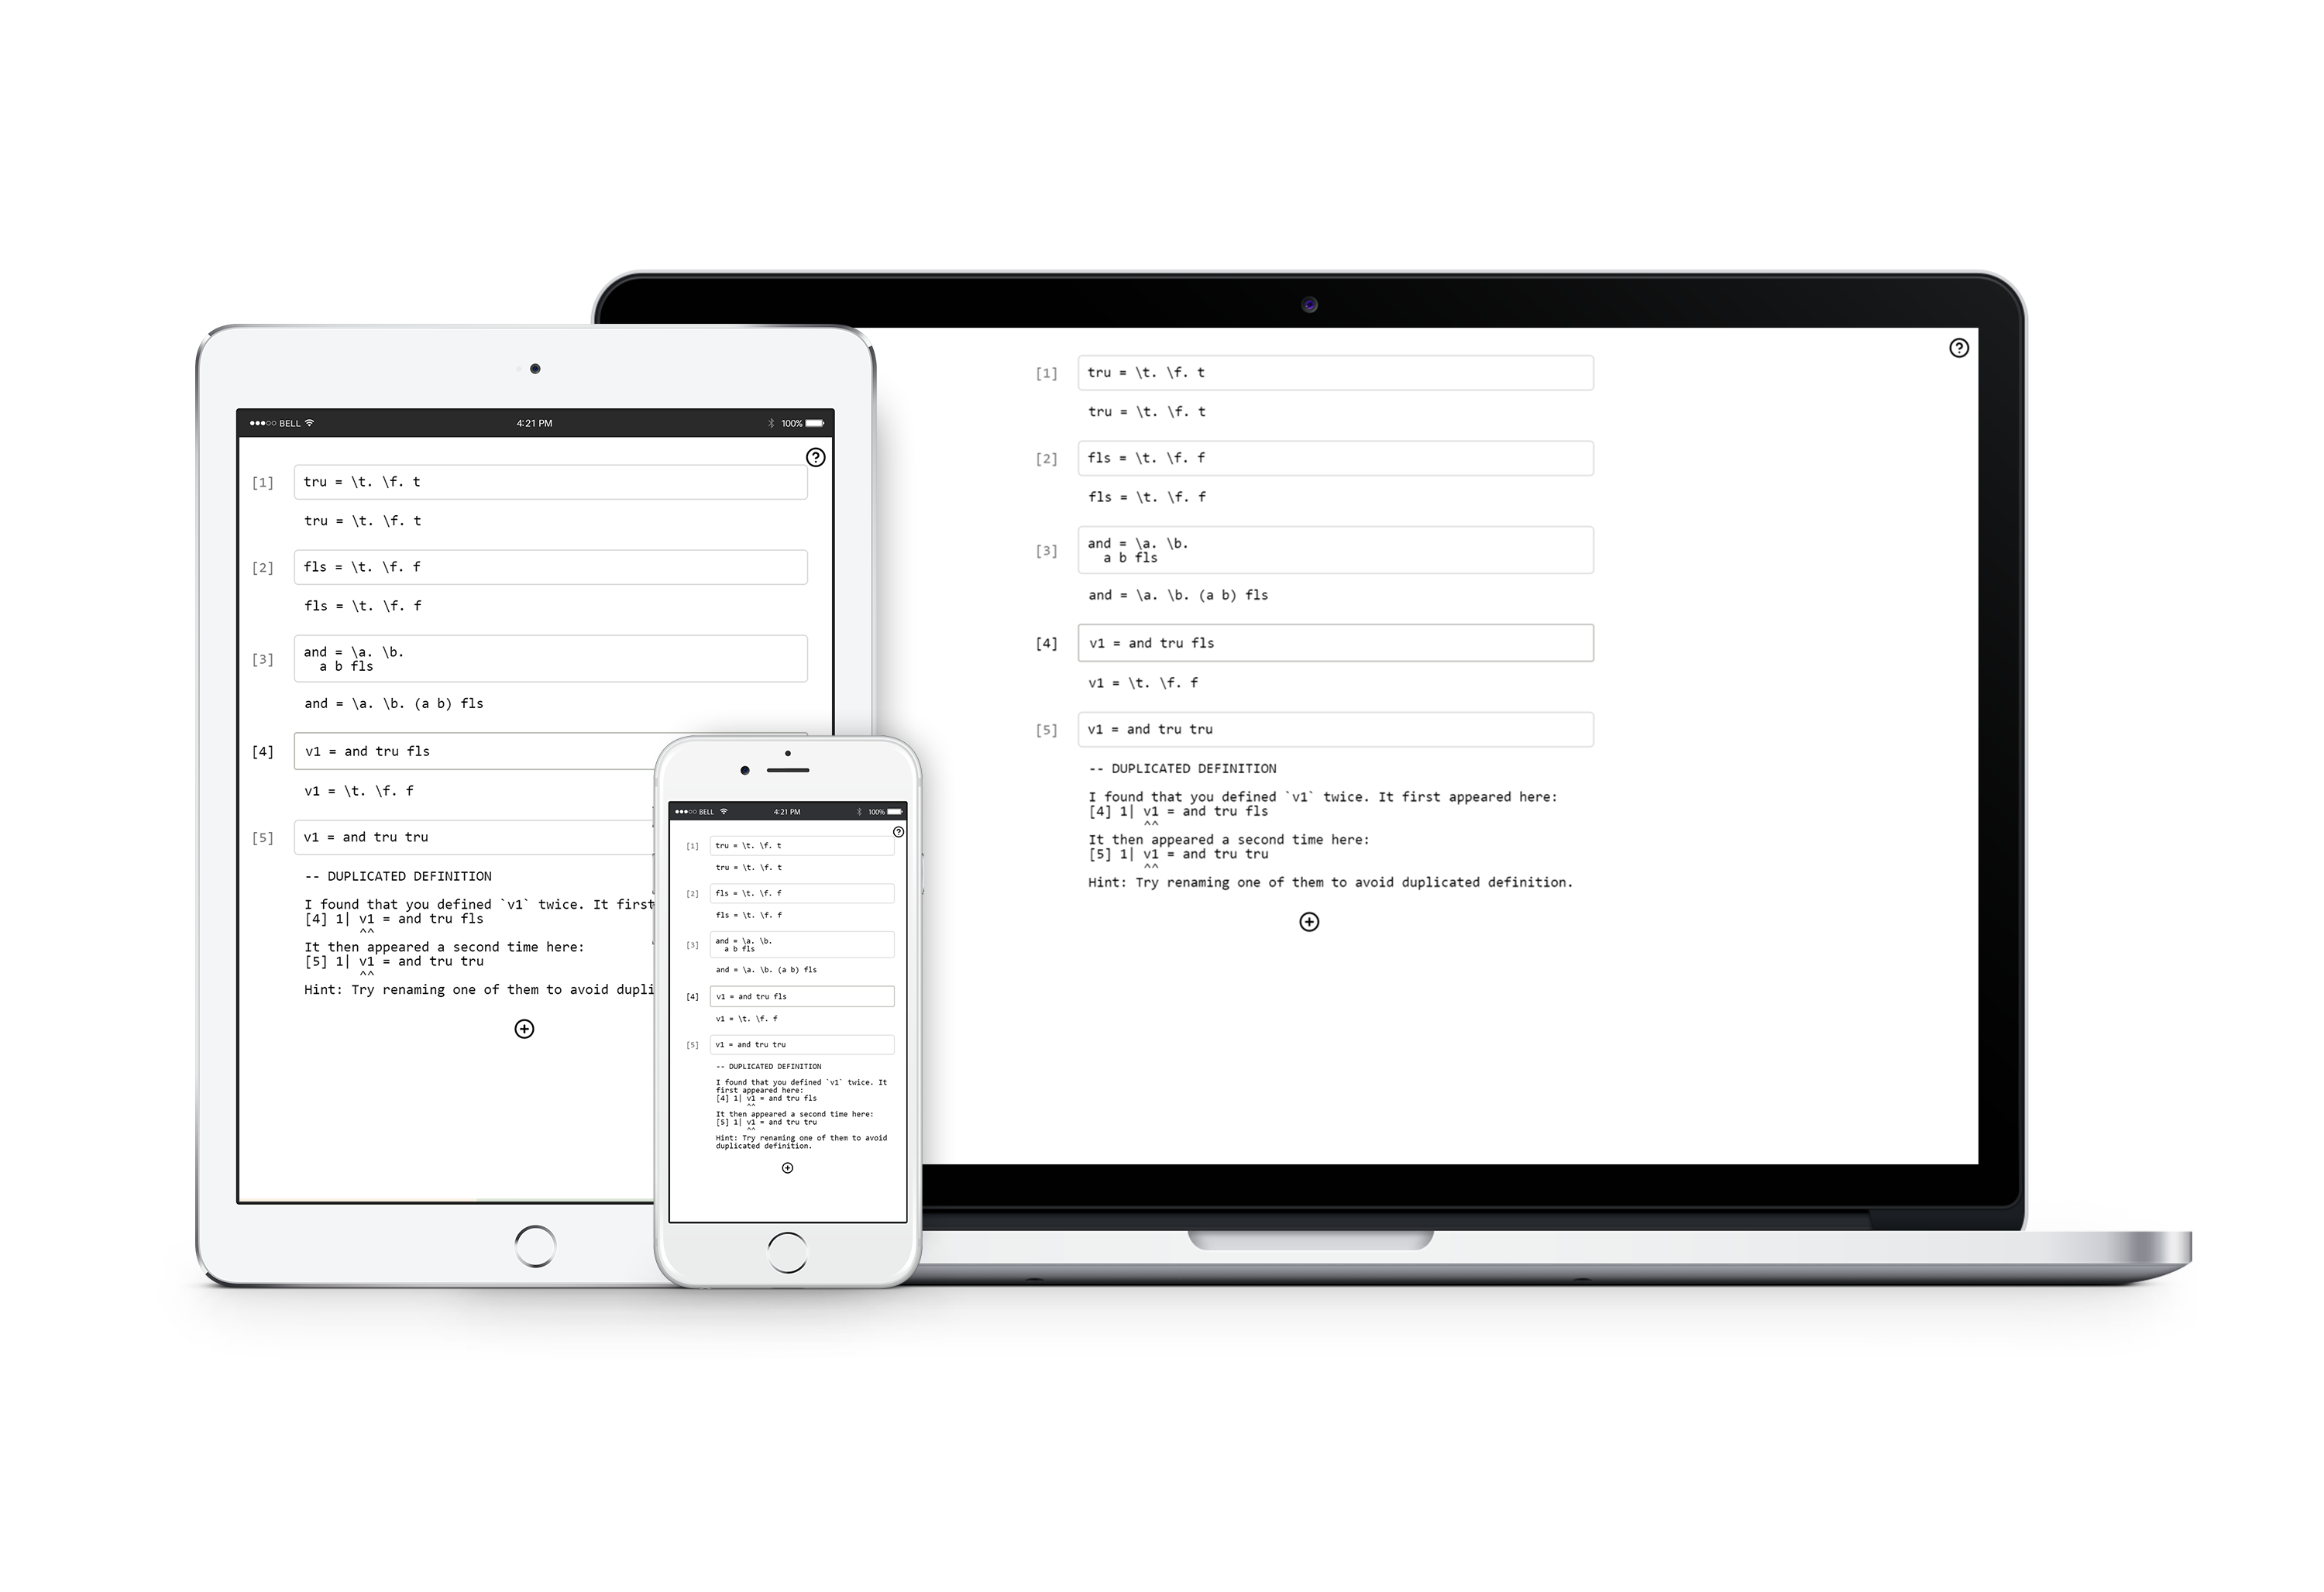 ●●●○○ BELL 4:21 PM 100%
?
[1] tru = \t. \f. t
tru = \t. \f. t
[2] fls = \t. \f. f
fls = \t. \f. f
[3] and = \a. \b.
a b fls
and = \a. \b. (a b) fls
[4] v1 = and tru fls
v1 = \t. \f. f
[5] v1 = and tru tru
-- DUPLICATED DEFINITION
I found that you defined `v1` twice. It first
[4] 1| v1 = and tru fls
^^
It then appeared a second time here:
[5] 1| v1 = and tru tru
^^
Hint: Try renaming one of them to avoid dupli
●●●○○ BELL 4:21 PM 100%
?
[1] tru = \t. \f. t
tru = \t. \f. t
[2] fls = \t. \f. f
fls = \t. \f. f
[3] and = \a. \b.
a b fls
and = \a. \b. (a b) fls
[4] v1 = and tru fls
v1 = \t. \f. f
[5] v1 = and tru tru
-- DUPLICATED DEFINITION
I found that you defined `v1` twice. It
first appeared here:
[4] 1| v1 = and tru fls
^^
It then appeared a second time here:
[5] 1| v1 = and tru tru
^^
Hint: Try renaming one of them to avoid
duplicated definition.
?
[1] tru = \t. \f. t
tru = \t. \f. t
[2] fls = \t. \f. f
fls = \t. \f. f
[3] and = \a. \b.
a b fls
and = \a. \b. (a b) fls
[4] v1 = and tru fls
v1 = \t. \f. f
[5] v1 = and tru tru
-- DUPLICATED DEFINITION
I found that you defined `v1` twice. It first appeared here:
[4] 1| v1 = and tru fls
^^
It then appeared a second time here:
[5] 1| v1 = and tru tru
^^
Hint: Try renaming one of them to avoid duplicated definition.